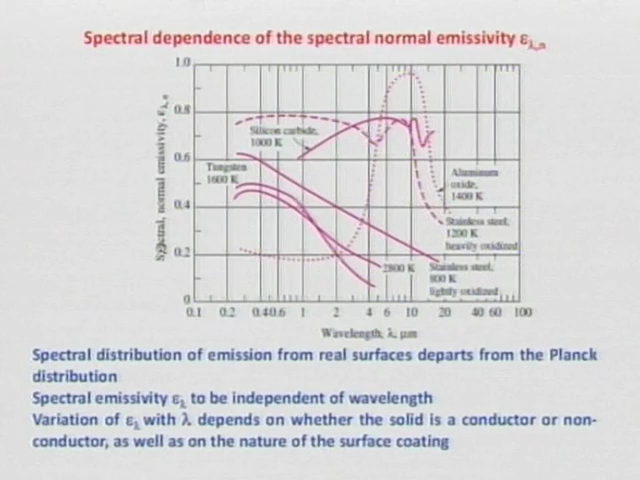 Spectral dependence of the spectral normal emissivity ελ,n
1.0
0.8
0.6
0.4
0.2
0
Spectral, normal emissivity, ελ, n
Silicon carbide,
1000 K
Tungsten
1600 K
Aluminum
oxide,
1400 K
Stainless steel,
1200 K
heavily oxidized
2800 K
Stainless steel,
800 K
lightly oxidized
0.1 0.2 0.4 0.6 1 2 4 6 10 20 40 60 100
Wavelength, λ, μm
Spectral distribution of emission from real surfaces departs from the Planck
distribution
Spectral emissivity ελ to be independent of wavelength
Variation of ελ with λ depends on whether the solid is a conductor or non-
conductor, as well as on the nature of the surface coating